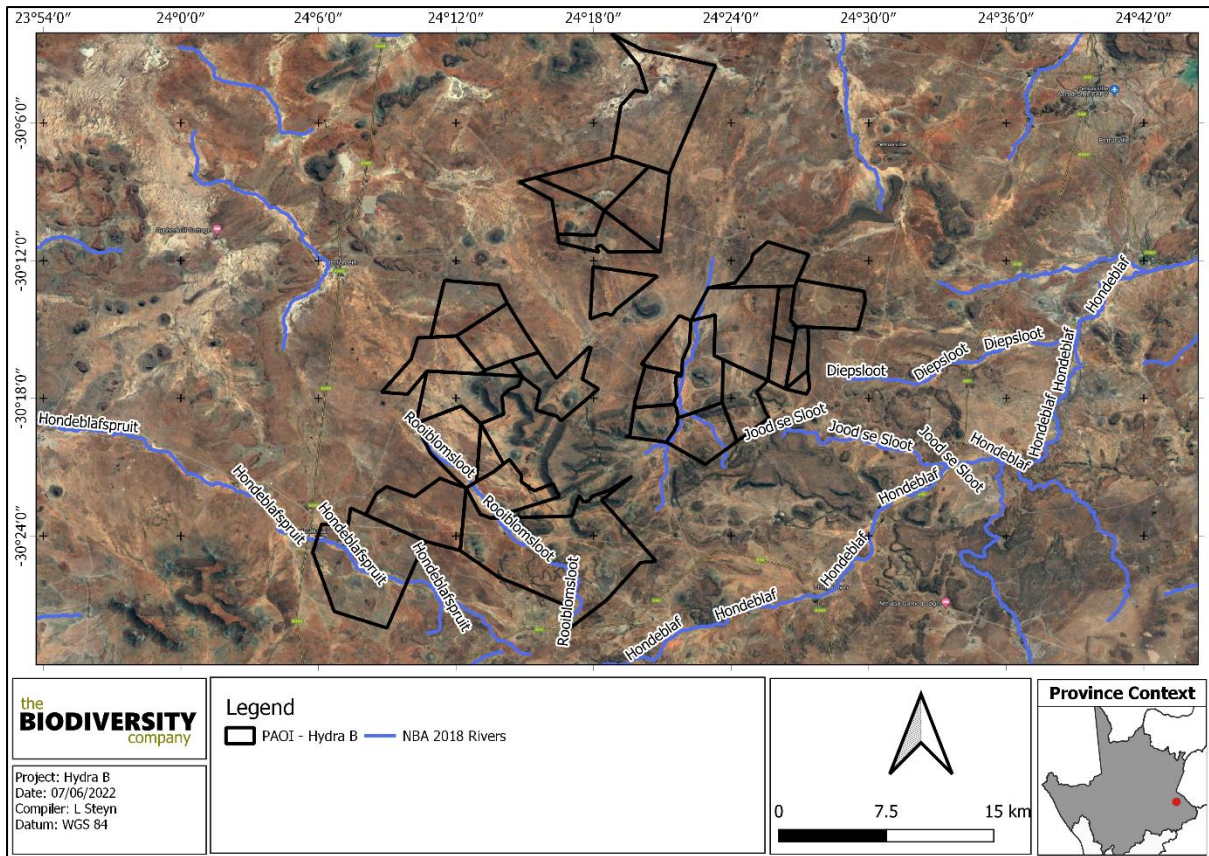 23°54′0″ 24°0′0″ 24°6′0″ 24°12′0″ 24°18′0″ 24°24′0″ 24°30′0″ 24°36′0″ 24°42′0″
-30°6′0″
-30°12′0″
-30°18′0″
-30°24′0″
Petrusville
Hondeblaf
Diepsloot
Diepsloot
Diepsloot
Hondeblaf
Hondeblaf
Hondeblafspruit
Rooiblomsloot
Jood se Sloot
Jood se Sloot
Jood se Sloot
Hondeblaf
Hondeblaf
Hondeblafspruit
Hondeblafspruit
Rooiblomsloot
Hondeblafspruit
Rooiblomsloot
Hondeblaf
Hondeblaf
Hondeblaf
the
BIODIVERSITY
company
Project: Hydra B
Date: 07/06/2022
Compiler: L Steyn
Datum: WGS 84
Legend
PAOI - Hydra B NBA 2018 Rivers
0 7.5 15 km
Province Context